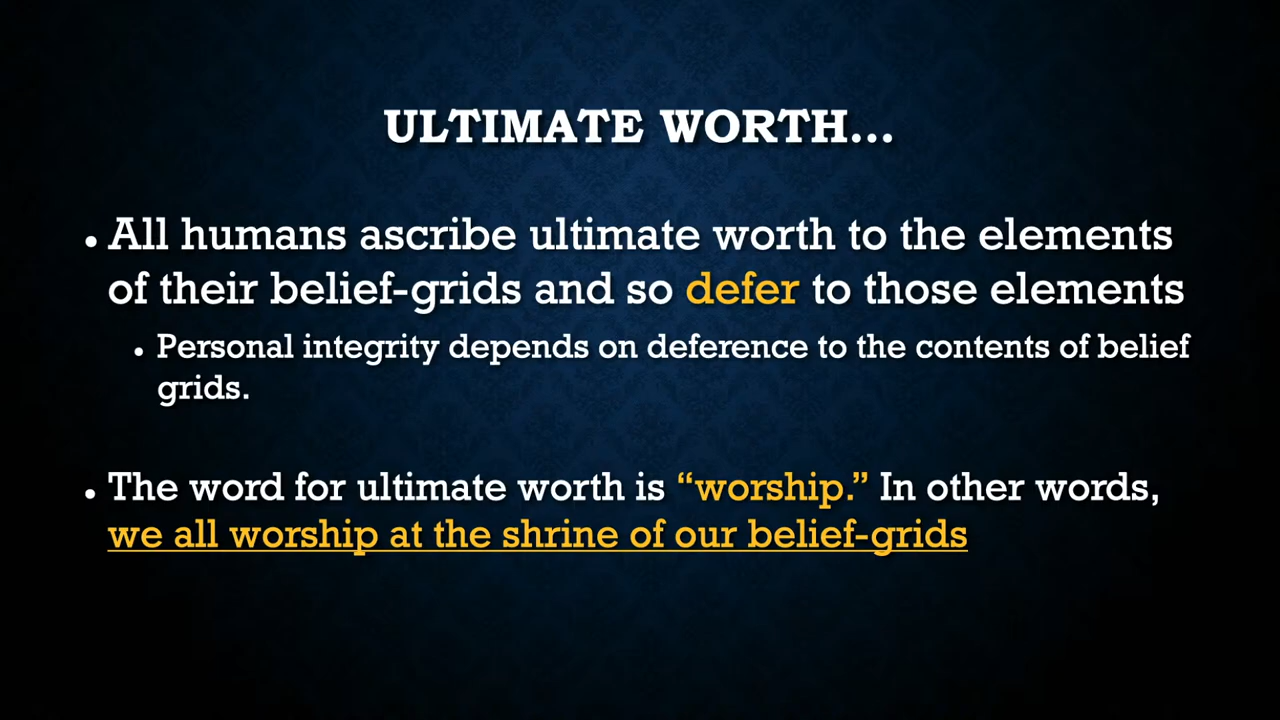 ULTIMATE WORTH...
• All humans ascribe ultimate worth to the elements
of their belief-grids and so defer to those elements
• Personal integrity depends on deference to the contents of belief
grids.
• The word for ultimate worth is “worship.” In other words,
we all worship at the shrine of our belief-grids